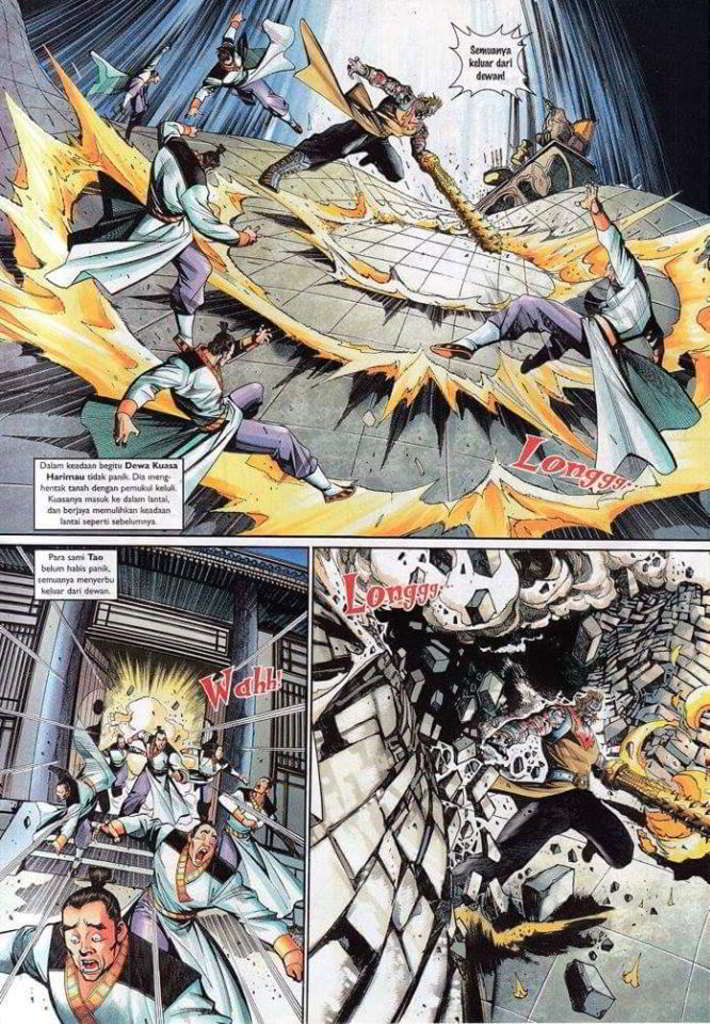 Semuanya
keluar dari
dewan!
Dalam keadaan begitu Dewa Kuasa
Harimau tidak panik. Dia meng-
hentak tanah dengan pemukul keluli.
Kuasanya masuk ke dalam lantai,
dan berjaya memulihkan keadaan
lantai seperti sebelumnya.
Longgg...
Para sami Tao
belum habis panik,
semuanya menyerbu
keluar dari dewan.
Wahh!
Longggg...